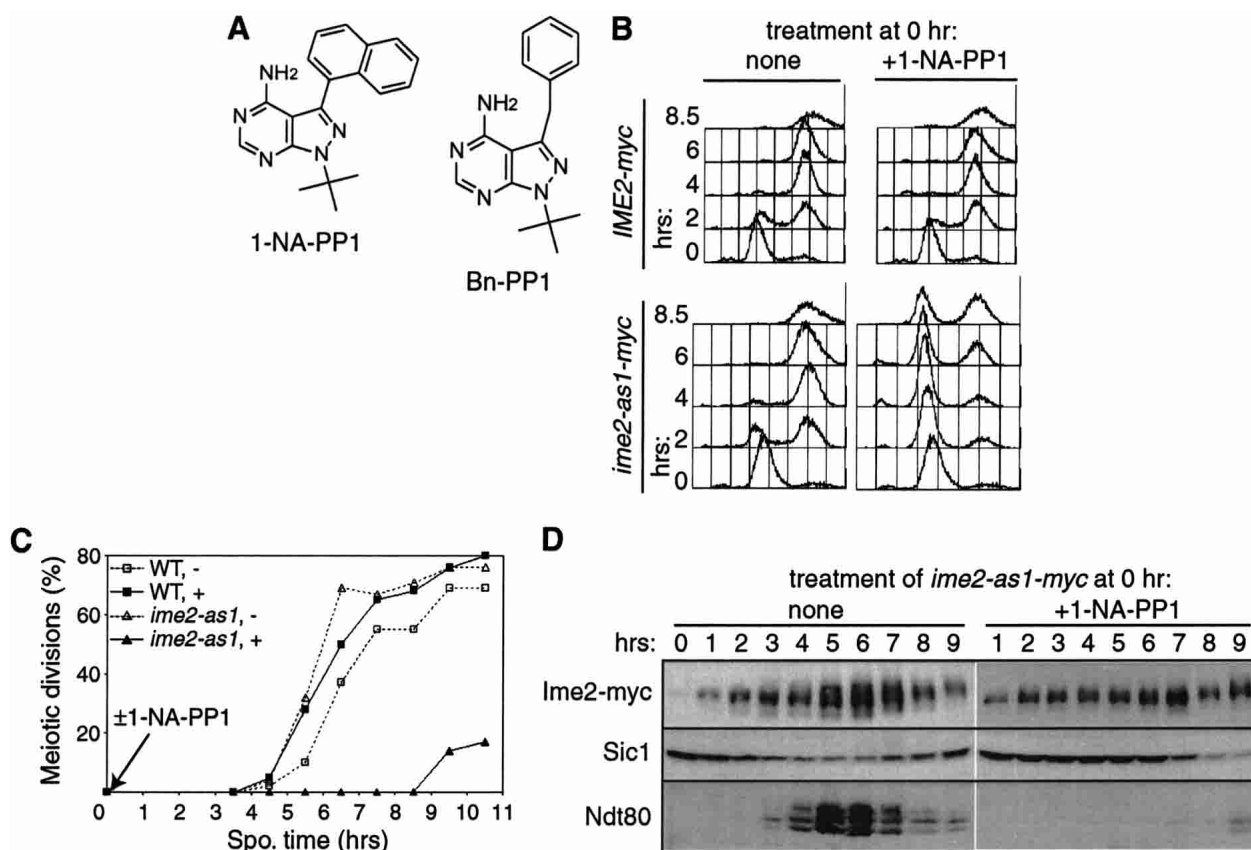 A
NH2
N
N
N
N
1-NA-PP1
NH2
N
N
N
N
Bn-PP1
B
treatment at 0 hr:
none
+1-NA-PP1
IME2-myc
hrs:
8.5
6
4
2
0
ime2-as1-myc
hrs:
8.5
6
4
2
0
C
Meiotic divisions (%)
80
60
40
20
WT, -
WT, +
ime2-as1, -
ime2-as1, +
±1-NA-PP1
0 1 2 3 4 5 6 7 8 9 10 11
Spo. time (hrs)
D
treatment of ime2-as1-myc at 0 hr:
none
+1-NA-PP1
hrs: 0 1 2 3 4 5 6 7 8 9 1 2 3 4 5 6 7 8 9
Ime2-myc
Sic1
Ndt80